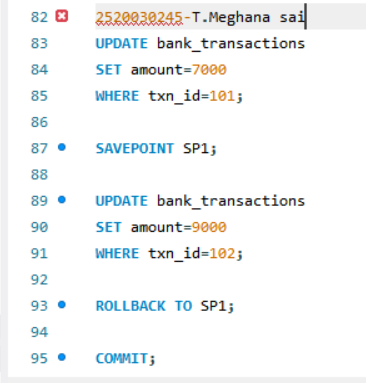 82 2520030245-T.Meghana sai
83 UPDATE bank_transactions
84 SET amount=7000
85 WHERE txn_id=101;
86
87 SAVEPOINT SP1;
88
89 UPDATE bank_transactions
90 SET amount=9000
91 WHERE txn_id=102;
92
93 ROLLBACK TO SP1;
94
95 COMMIT;